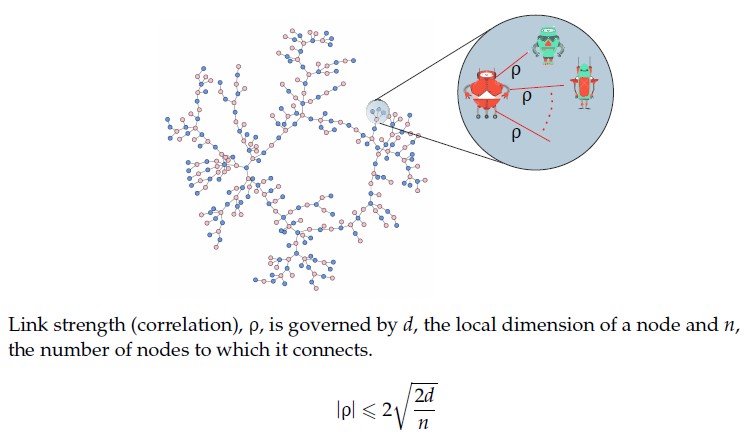 ρ
ρ
ρ
Link strength (correlation), ρ, is governed by d, the local dimension of a node and n,
the number of nodes to which it connects.
|ρ| ⩽ 2√(2d/n)